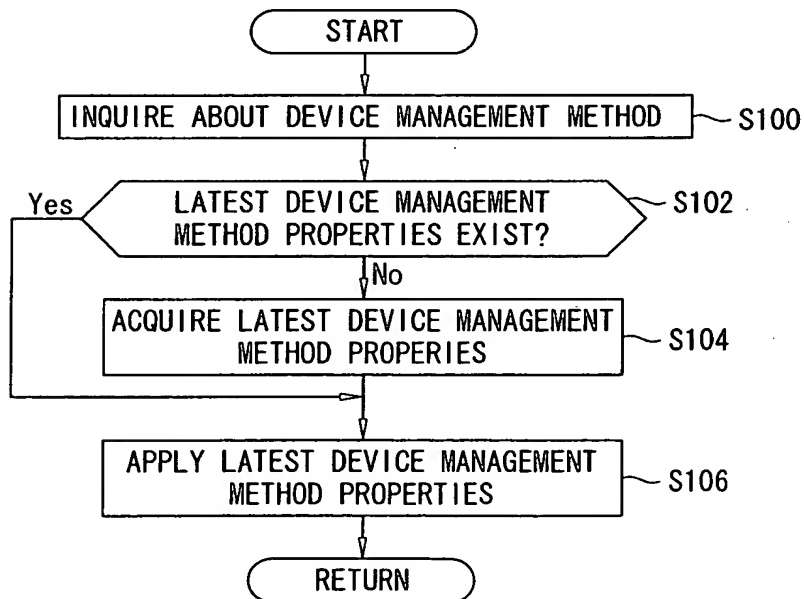 START
INQUIRE ABOUT DEVICE MANAGEMENT METHOD
S100
Yes
LATEST DEVICE MANAGEMENT
METHOD PROPERTIES EXIST?
S102
No
ACQUIRE LATEST DEVICE MANAGEMENT
METHOD PROPERIES
S104
APPLY LATEST DEVICE MANAGEMENT
METHOD PROPERTIES
S106
RETURN